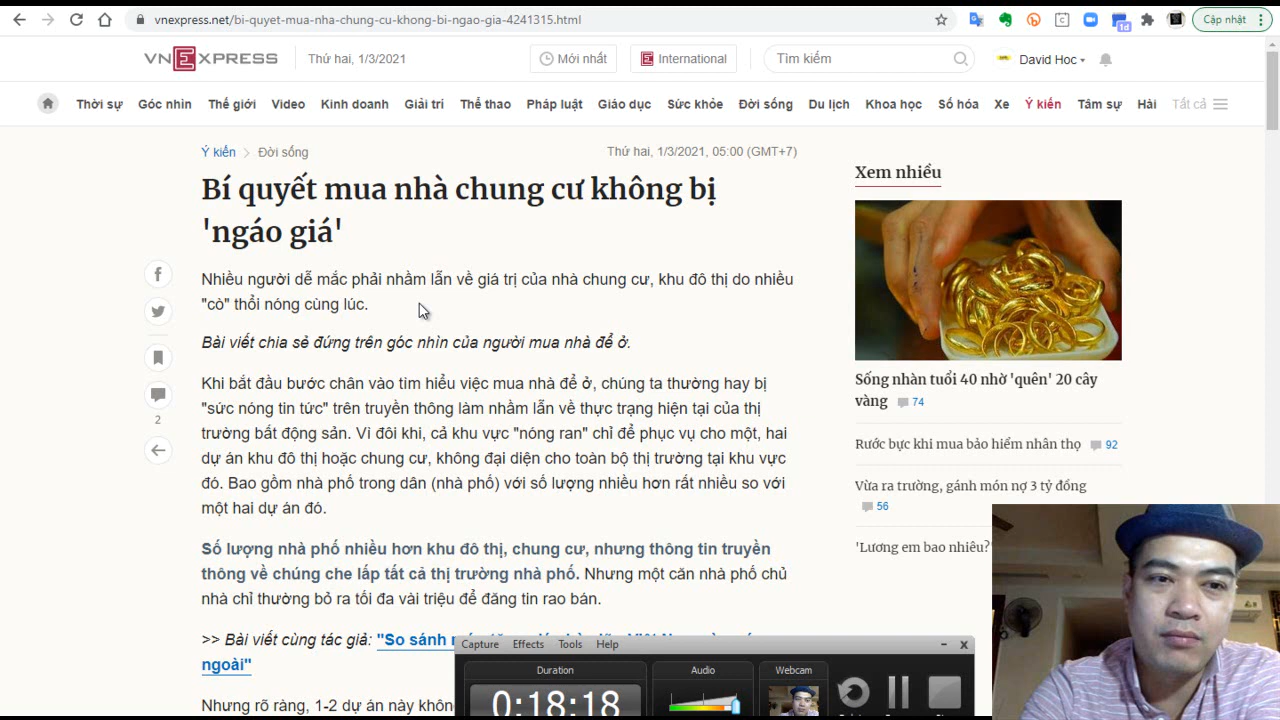 vnexpress.net/bi-quyet-mua-nha-chung-cu-khong-bi-ngao-gia-4241315.html
1d
Cập nhật
VNEXPRESS
Thứ hai, 1/3/2021
Mới nhất
E International
Tìm kiếm
David Hoc
Thời sự Góc nhìn Thế giới Video Kinh doanh Giải trí Thể thao Pháp luật Giáo dục Sức khỏe Đời sống Du lịch Khoa học Số hóa Xe Ý kiến Tâm sự Hài Tất cả
Ý kiến > Đời sống
Thứ hai, 1/3/2021, 05:00 (GMT+7)
Bí quyết mua nhà chung cư không bị
'ngáo giá'
Nhiều người dễ mắc phải nhầm lẫn về giá trị của nhà chung cư, khu đô thị do nhiều
"cò" thổi nóng cùng lúc.
Bài viết chia sẻ đứng trên góc nhìn của người mua nhà để ở.
Khi bắt đầu bước chân vào tìm hiểu việc mua nhà để ở, chúng ta thường hay bị
"sức nóng tin tức" trên truyền thông làm nhầm lẫn về thực trạng hiện tại của thị
trường bất động sản. Vì đôi khi, cả khu vực "nóng ran" chỉ để phục vụ cho một, hai
dự án khu đô thị hoặc chung cư, không đại diện cho toàn bộ thị trường tại khu vực
đó. Bao gồm nhà phố trong dân (nhà phố) với số lượng nhiều hơn rất nhiều so với
một hai dự án đó.
Số lượng nhà phố nhiều hơn khu đô thị, chung cư, nhưng thông tin truyền
thông về chúng che lấp tất cả thị trường nhà phố. Nhưng một căn nhà phố chủ
nhà chỉ thường bỏ ra tối đa vài triệu để đăng tin rao bán.
>> Bài viết cùng tác giả: "So sánh
ngoài"
Nhưng rõ ràng, 1-2 dự án này
2
Xem nhiều
Sống nhàn tuổi 40 nhờ 'quên' 20 cây
vàng 74
Rước bực khi mua bảo hiểm nhân thọ 92
Vừa ra trường, gánh món nợ 3 tỷ đồng
56
'Lương em bao nhiêu?
Capture Effects Tools Help
- x
Duration
Audio
Webcam
0:18:18